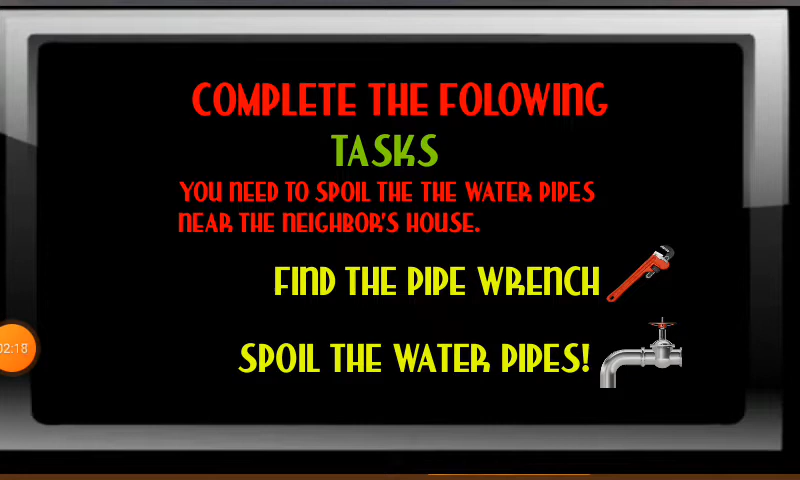 COMPLETE THE FOLOWING
TASKS
YOU NEED TO SPOIL THE THE WATER PIPES
NEAR THE NEIGHBOR'S HOUSE.
FIND THE PIPE WRENCH
SPOIL THE WATER PIPES!
02:18